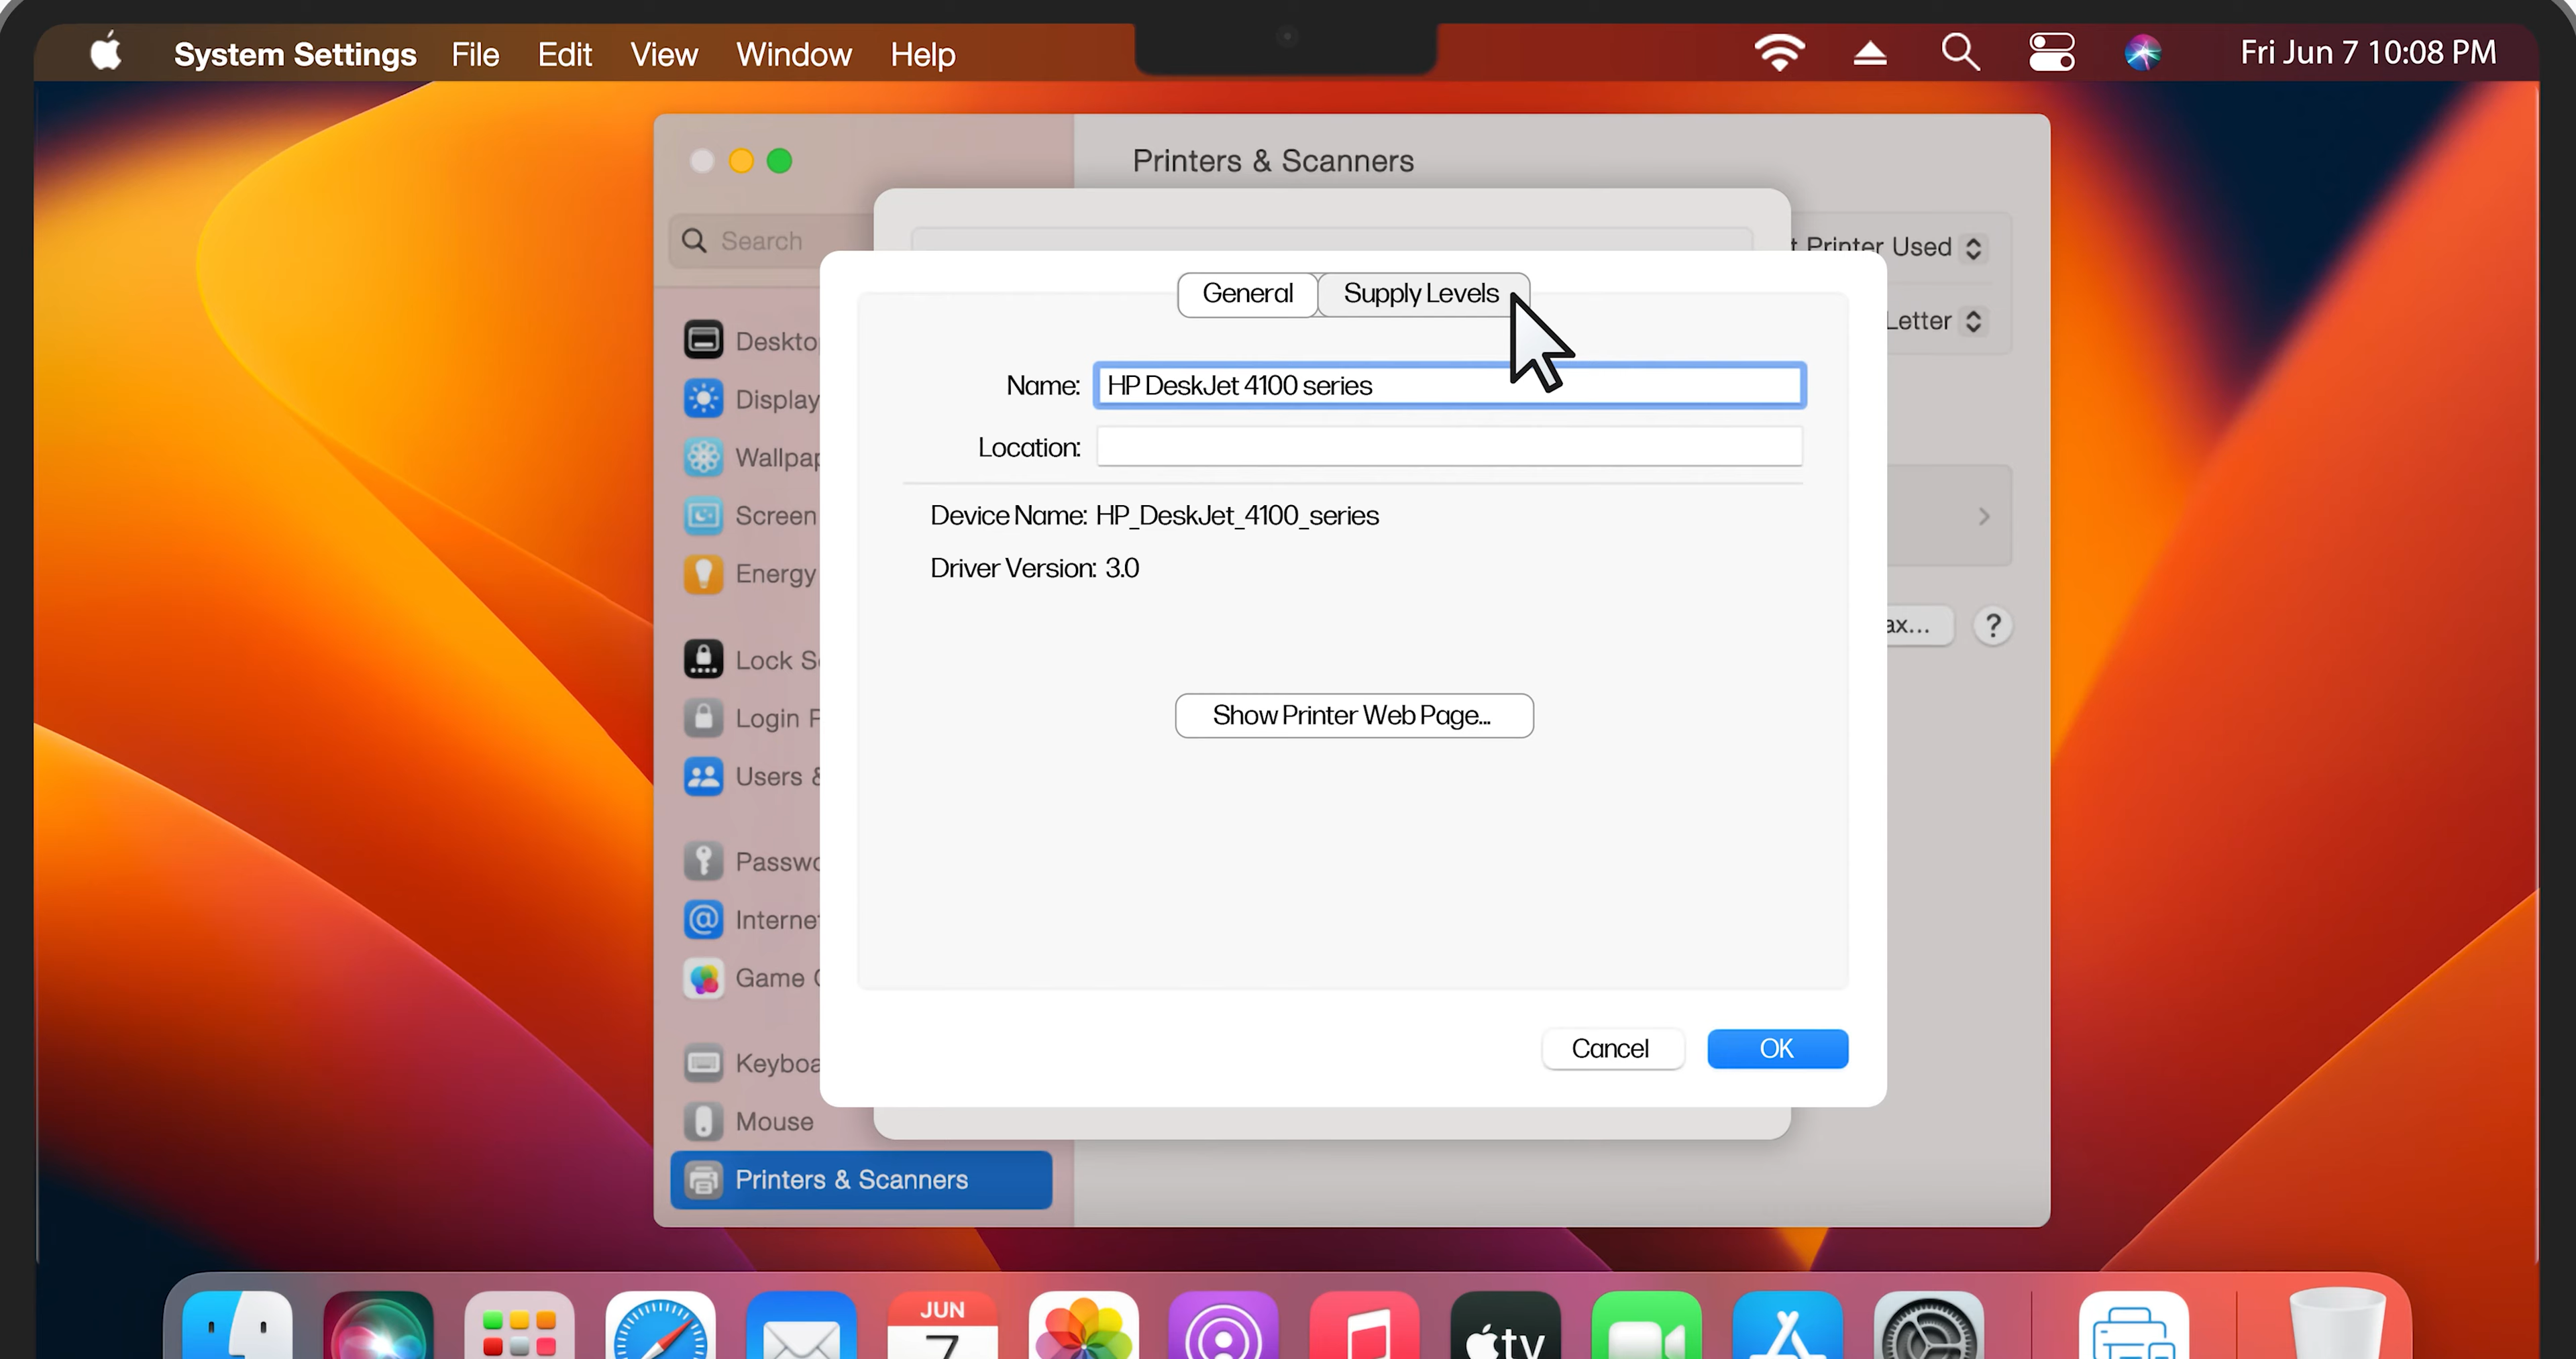 System Settings File Edit View Window Help Fri Jun 7 10:08 PM
Printers & Scanners
Search
t Printer Used
General Supply Levels
Letter
Name: HP DeskJet 4100 series
Location:
Device Name: HP_DeskJet_4100_series
Driver Version: 3.0
Deskto
Display
Wallpap
Screen
Energy
ax... ?
Lock S
Login
Show Printer Web Page...
Users &
Passwo
Interne
Game
Cancel OK
Keyboa
Mouse
Printers & Scanners
JUN
7
tv